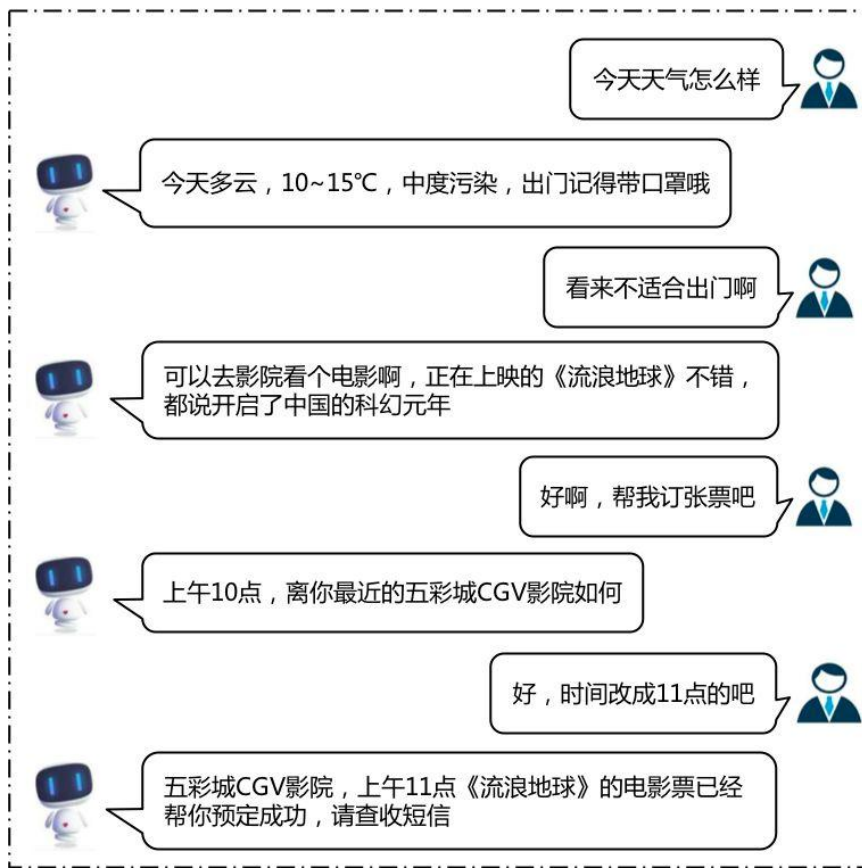 今天天气怎么样
今天多云，10~15℃，中度污染，出门记得带口罩哦
看来不适合出门啊
可以去影院看个电影啊，正在上映的《流浪地球》不错，
都说开启了中国的科幻元年
好啊，帮我订张票吧
上午10点，离你最近的五彩城CGV影院如何
好，时间改成11点的吧
五彩城CGV影院，上午11点《流浪地球》的电影票已经
帮你预定成功，请查收短信